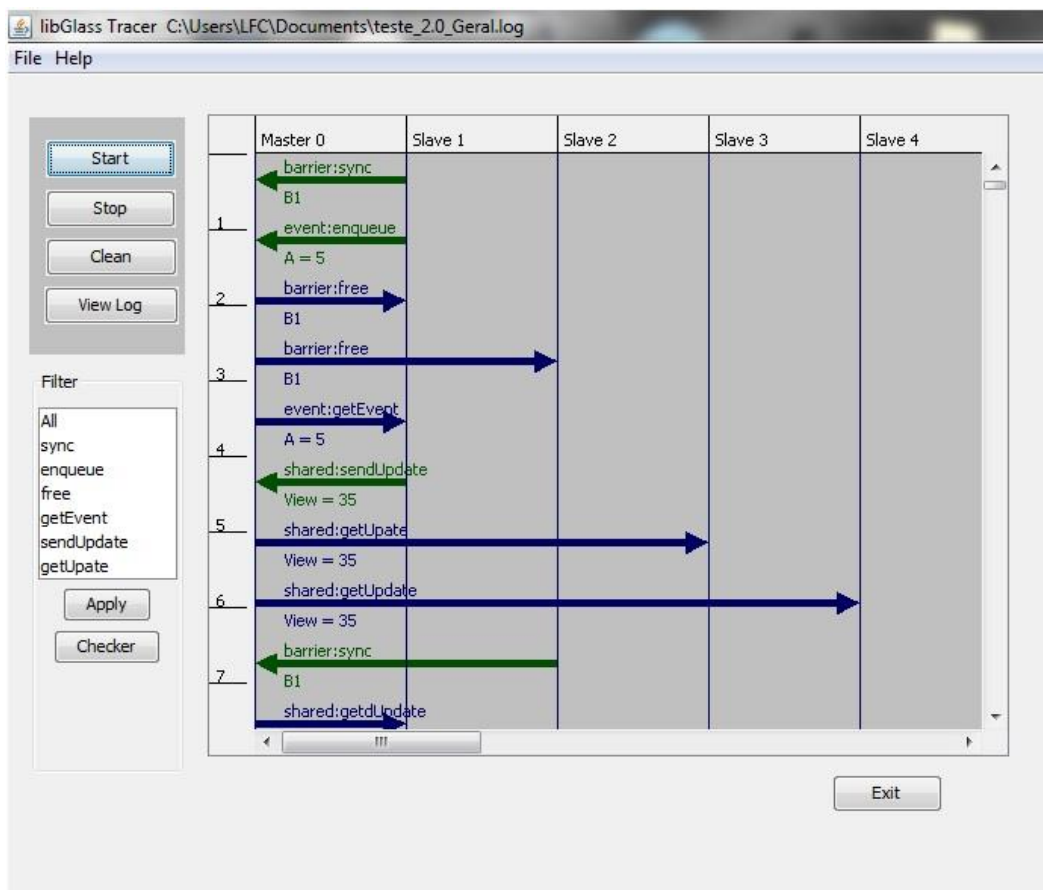 libGlass Tracer C:\Users\LFC\Documents\teste_2.0_Geral.log
File Help
Start
Stop
Clean
View Log
Filter
All
sync
enqueue
free
getEvent
sendUpdate
getUpate
Apply
Checker
Master 0 Slave 1 Slave 2 Slave 3 Slave 4
barrier:sync
B1
1
event:enqueue
A = 5
barrier:free
2
B1
barrier:free
3
B1
event:getEvent
A = 5
4
shared:sendUpdate
View = 35
5
shared:getUpate
View = 35
shared:getUpdate
6
View = 35
barrier:sync
7
B1
shared:getdUpdate
Exit